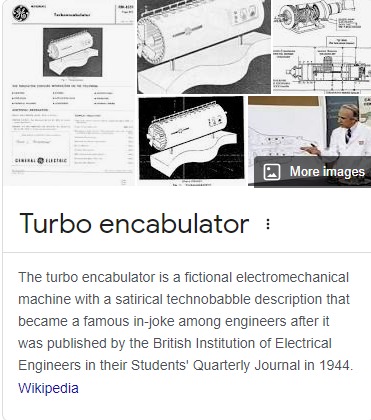 Turboencabulator
GENERAL ELECTRIC
More images
Turbo encabulator
The turbo encabulator is a fictional electromechanical
machine with a satirical technobabble description that
became a famous in-joke among engineers after it
was published by the British Institution of Electrical
Engineers in their Students' Quarterly Journal in 1944.
Wikipedia